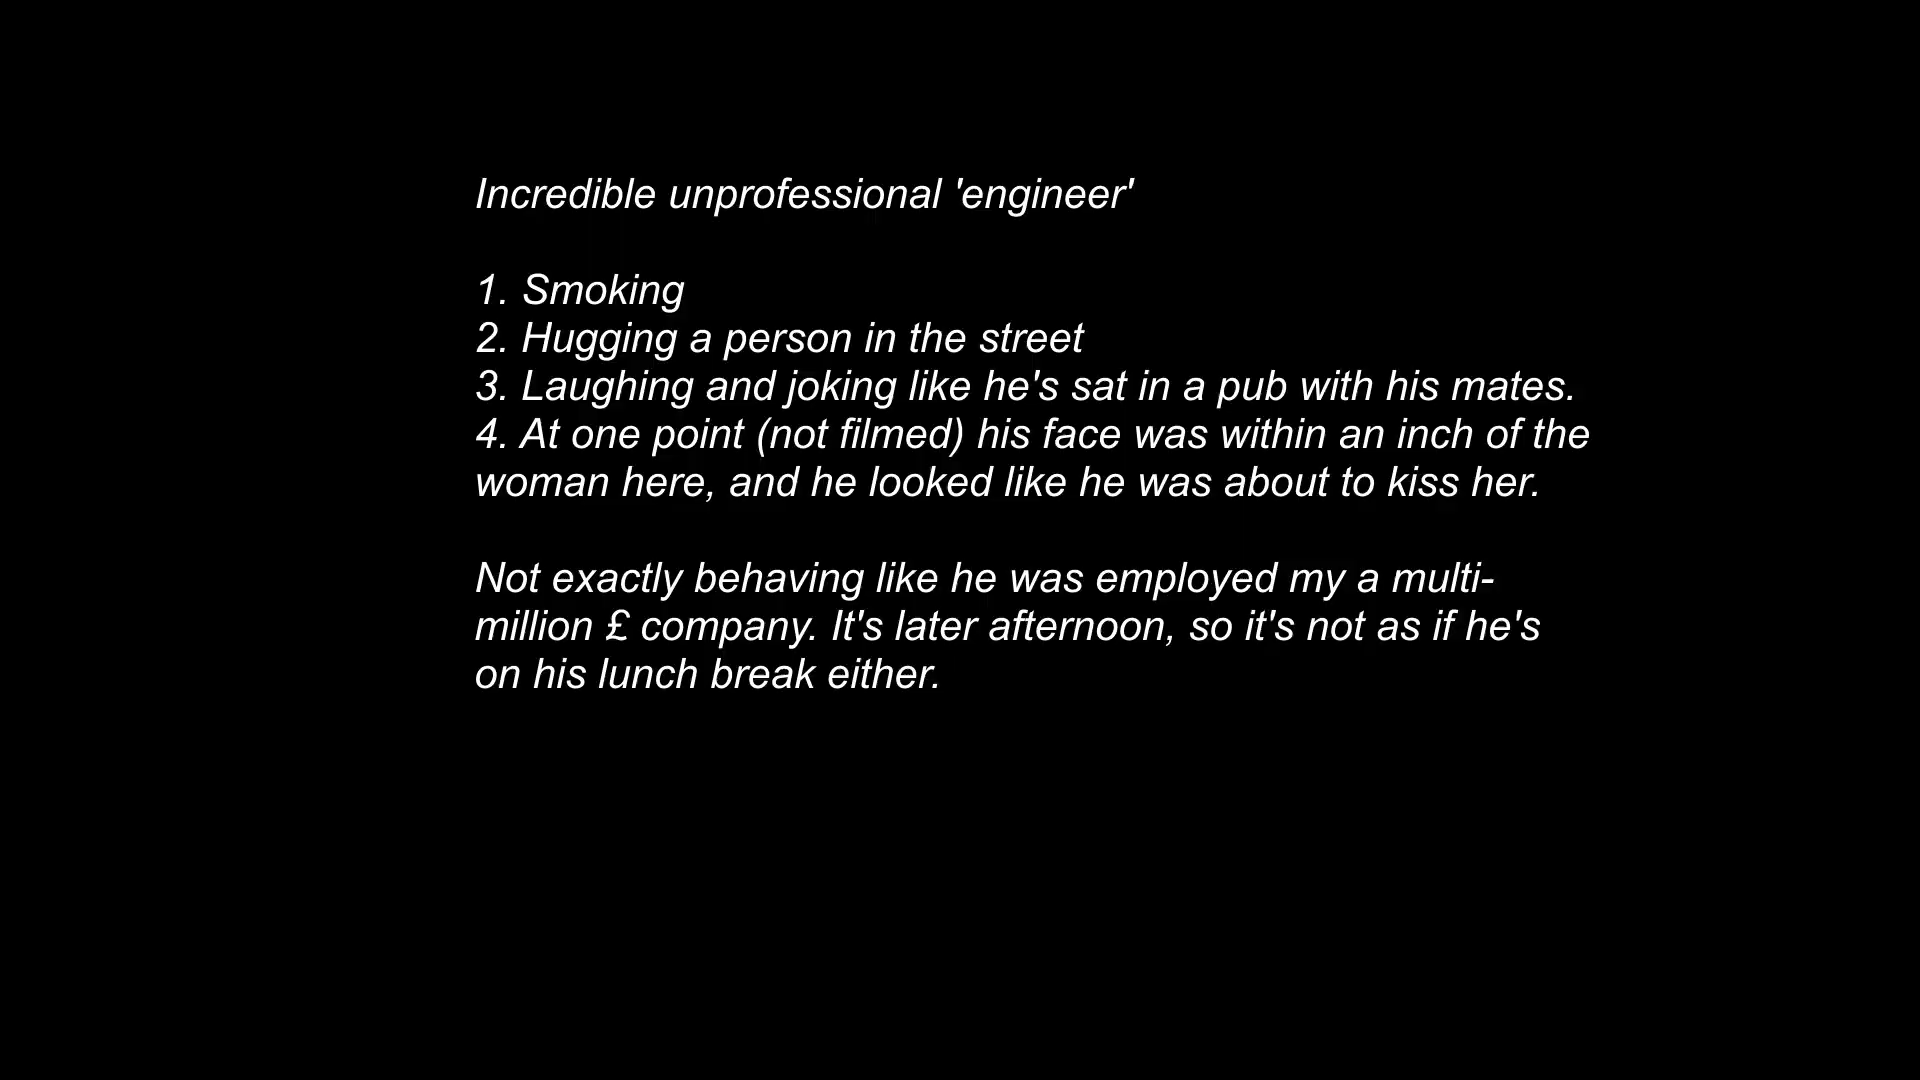 Incredible unprofessional 'engineer'
1. Smoking
2. Hugging a person in the street
3. Laughing and joking like he's sat in a pub with his mates.
4. At one point (not filmed) his face was within an inch of the
woman here, and he looked like he was about to kiss her.
Not exactly behaving like he was employed my a multi-
million £ company. It's later afternoon, so it's not as if he's
on his lunch break either.